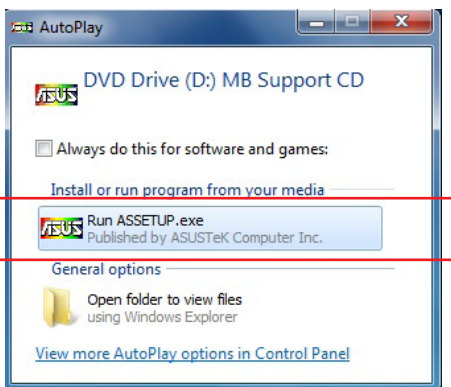 AutoPlay
DVD Drive (D:) MB Support CD
ASUS
Always do this for software and games:
Install or run program from your media
ASUS
Run ASSETUP.exe
Published by ASUSTeK Computer Inc.
General options
Open folder to view files
using Windows Explorer
View more AutoPlay options in Control Panel